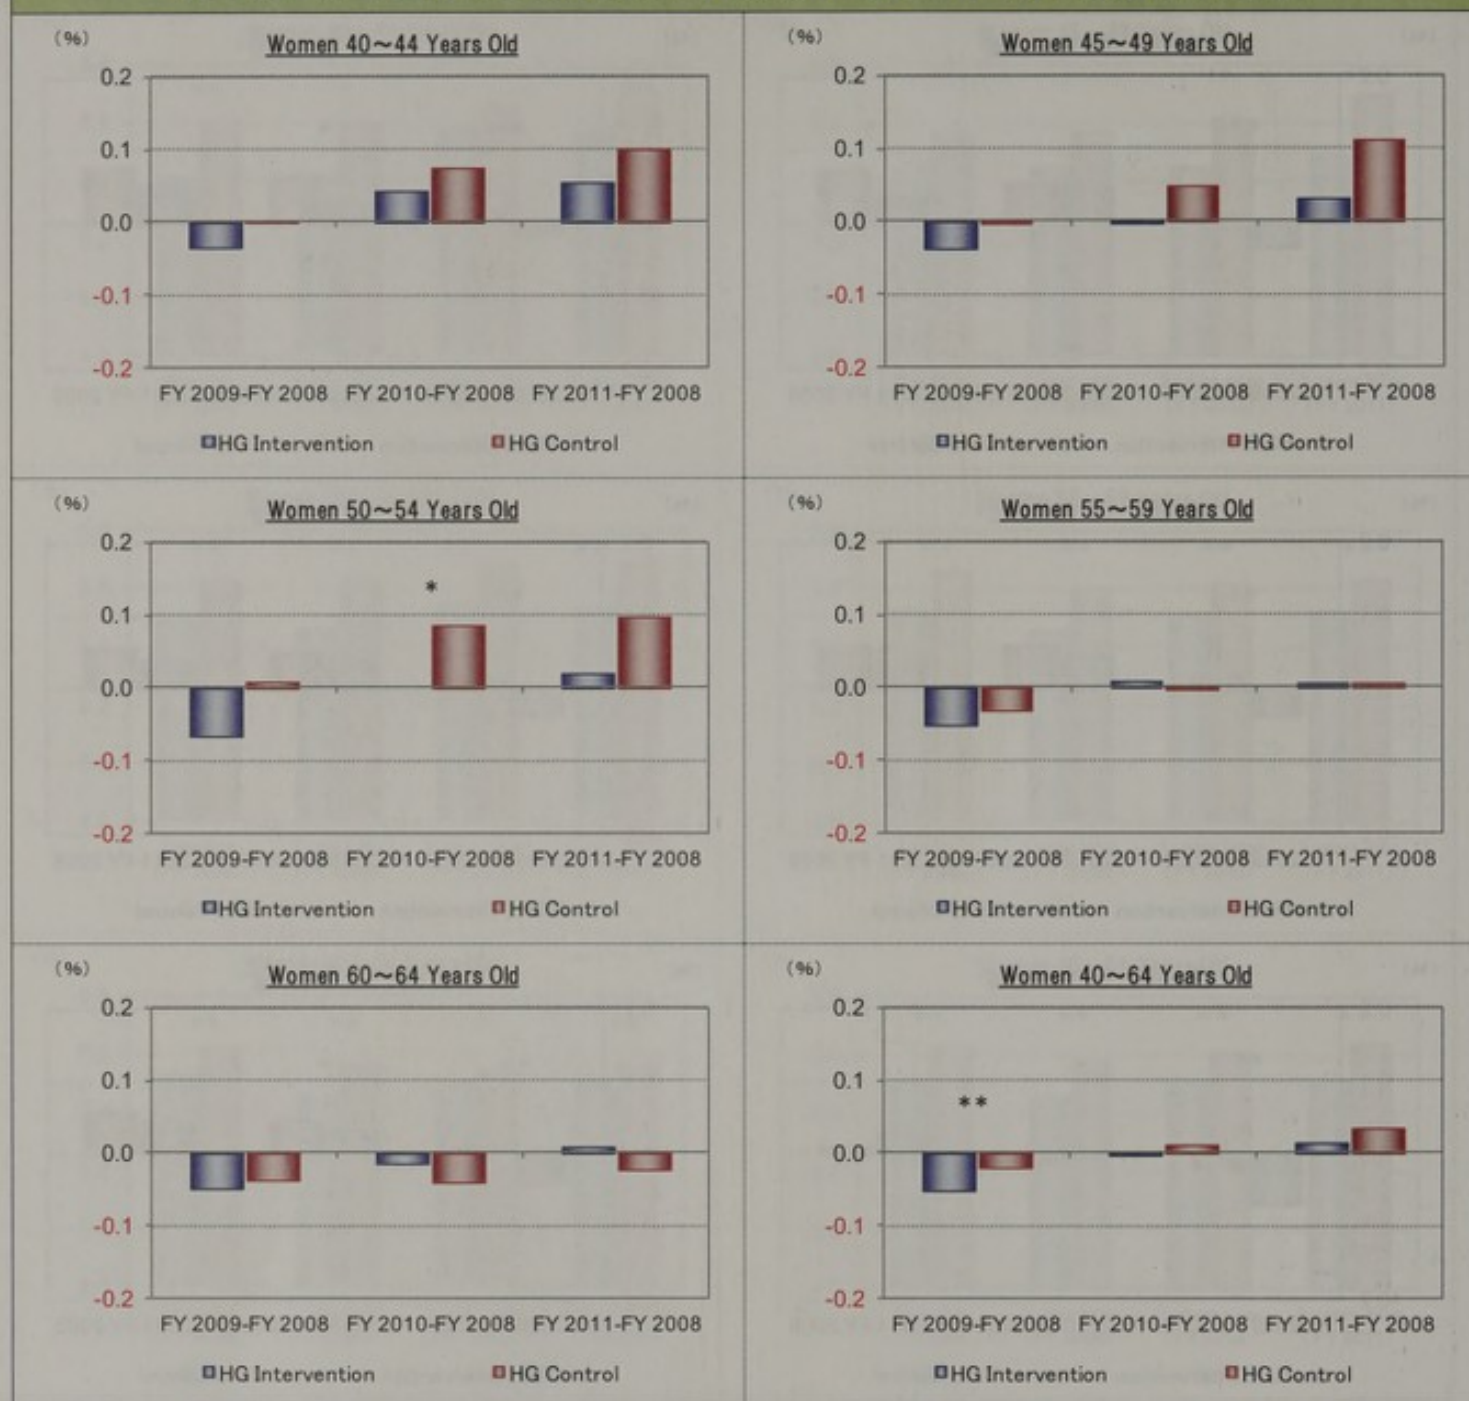 (%)
Women 40～44 Years Old
0.2
0.1
0.0
-0.1
-0.2
FY 2009-FY 2008 FY 2010-FY 2008 FY 2011-FY 2008
HG Intervention HG Control
(%)
Women 45～49 Years Old
0.2
0.1
0.0
-0.1
-0.2
FY 2009-FY 2008 FY 2010-FY 2008 FY 2011-FY 2008
HG Intervention HG Control
(%)
Women 50～54 Years Old
0.2
*
0.1
0.0
-0.1
-0.2
FY 2009-FY 2008 FY 2010-FY 2008 FY 2011-FY 2008
HG Intervention HG Control
(%)
Women 55～59 Years Old
0.2
0.1
0.0
-0.1
-0.2
FY 2009-FY 2008 FY 2010-FY 2008 FY 2011-FY 2008
HG Intervention HG Control
(%)
Women 60～64 Years Old
0.2
0.1
0.0
-0.1
-0.2
FY 2009-FY 2008 FY 2010-FY 2008 FY 2011-FY 2008
HG Intervention HG Control
(%)
Women 40～64 Years Old
0.2
0.1
**
0.0
-0.1
-0.2
FY 2009-FY 2008 FY 2010-FY 2008 FY 2011-FY 2008
HG Intervention HG Control